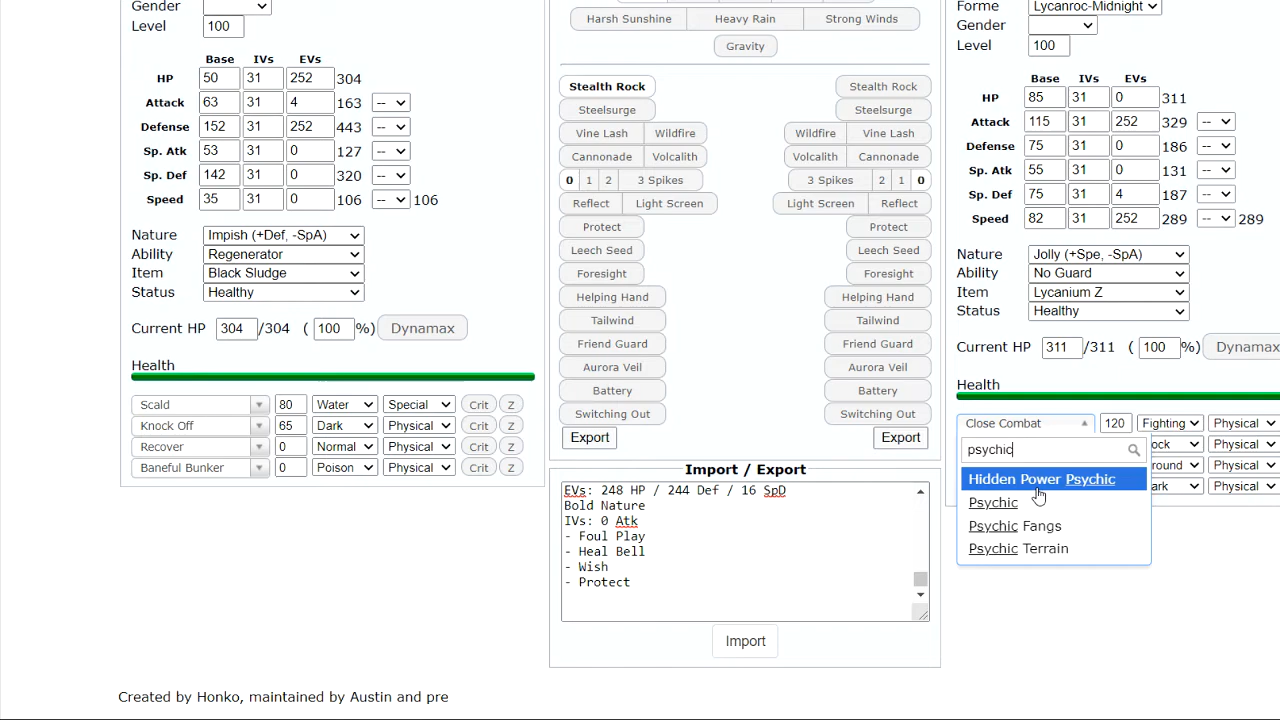 Gender
Level 100
Base IVs EVs
HP 50 31 252 304
Attack 63 31 4 163 --
Defense 152 31 252 443 --
Sp. Atk 53 31 0 127 --
Sp. Def 142 31 0 320 --
Speed 35 31 0 106 -- 106
Nature Impish (+Def, -SpA)
Ability Regenerator
Item Black Sludge
Status Healthy
Current HP 304 /304 ( 100 %) Dynamax
Health
Scald 80 Water Special Crit Z
Knock Off 65 Dark Physical Crit Z
Recover 0 Normal Physical Crit Z
Baneful Bunker 0 Poison Physical Crit Z
Harsh Sunshine Heavy Rain Strong Winds
Gravity
Stealth Rock Stealth Rock
Steelsurge Steelsurge
Vine Lash Wildfire Wildfire Vine Lash
Cannonade Volcalith Volcalith Cannonade
0 1 2 3 Spikes 3 Spikes 2 1 0
Reflect Light Screen Light Screen Reflect
Protect Protect
Leech Seed Leech Seed
Foresight Foresight
Helping Hand Helping Hand
Tailwind Tailwind
Friend Guard Friend Guard
Aurora Veil Aurora Veil
Battery Battery
Switching Out Switching Out
Export Export
Import / Export
EVs: 248 HP / 244 Def / 16 SpD
Bold Nature
IVs: 0 Atk
- Foul Play
- Heal Bell
- Wish
- Protect
Import
Forme Lycanroc-Midnight
Gender
Level 100
Base IVs EVs
HP 85 31 0 311
Attack 115 31 252 329 --
Defense 75 31 0 186 --
Sp. Atk 55 31 0 131 --
Sp. Def 75 31 4 187 --
Speed 82 31 252 289 -- 289
Nature Jolly (+Spe, -SpA)
Ability No Guard
Item Lycanium Z
Status Healthy
Current HP 311 /311 ( 100 %) Dynamax
Health
Close Combat 120 Fighting Physical
psychic ock Physical
Hidden Power Psychic round Physical
Psychic ark Physical
Psychic Fangs
Psychic Terrain
Created by Honko, maintained by Austin and pre